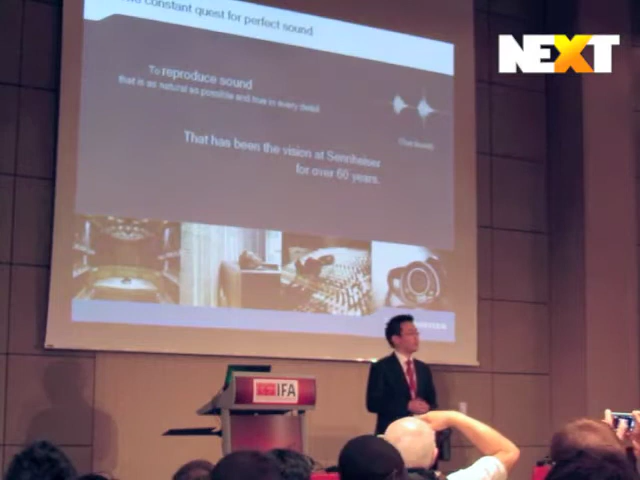 constant quest for perfect sound
NEXT
To reproduce sound
that is as natural as possible and true in every detail
That has been the vision at Sennheiser
for over 60 years.
IFA